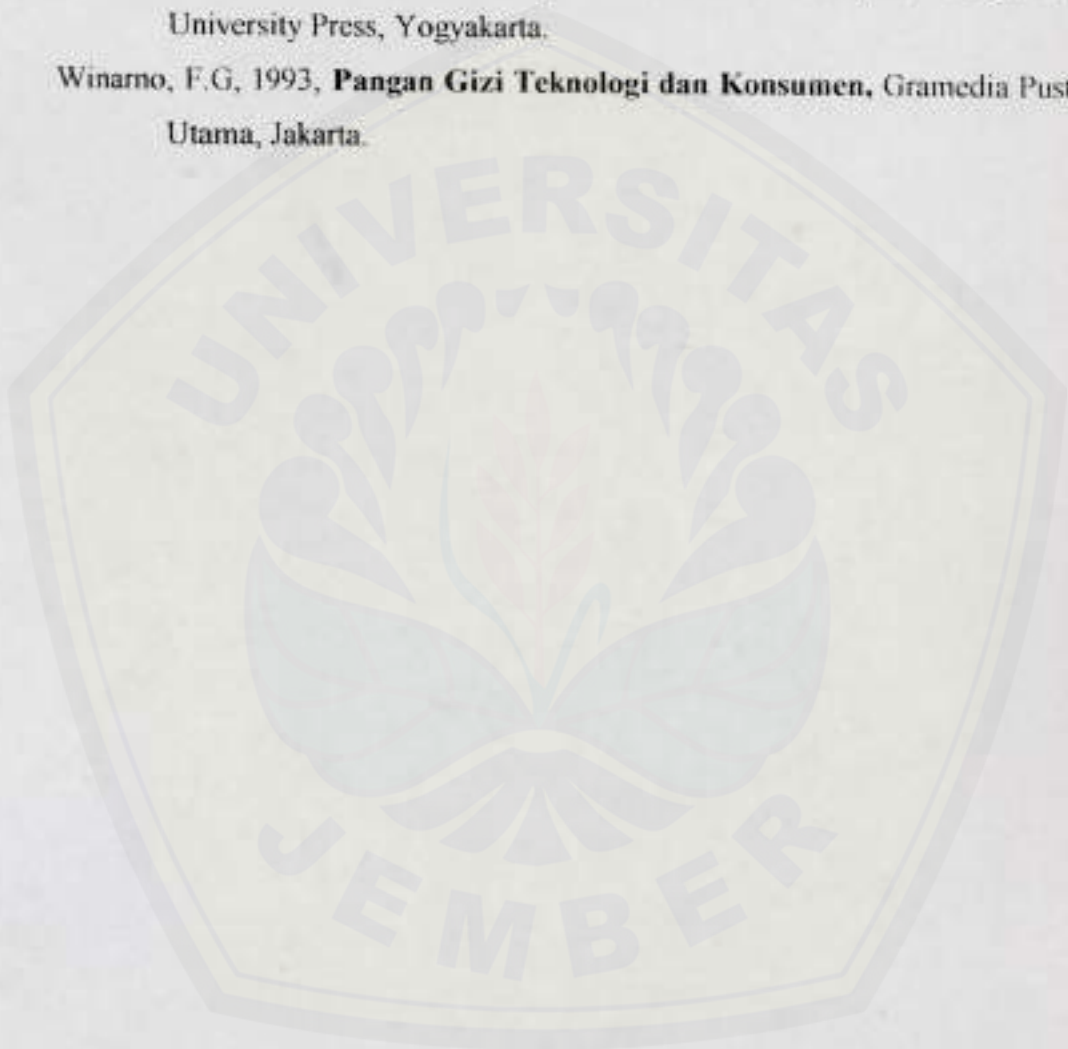 University Press, Yogyakarta.
Winarno, F.G, 1993, Pangan Gizi Teknologi dan Konsumen, Gramedia Pust
Utama, Jakarta.
UNIVERSITAS
JEMBER